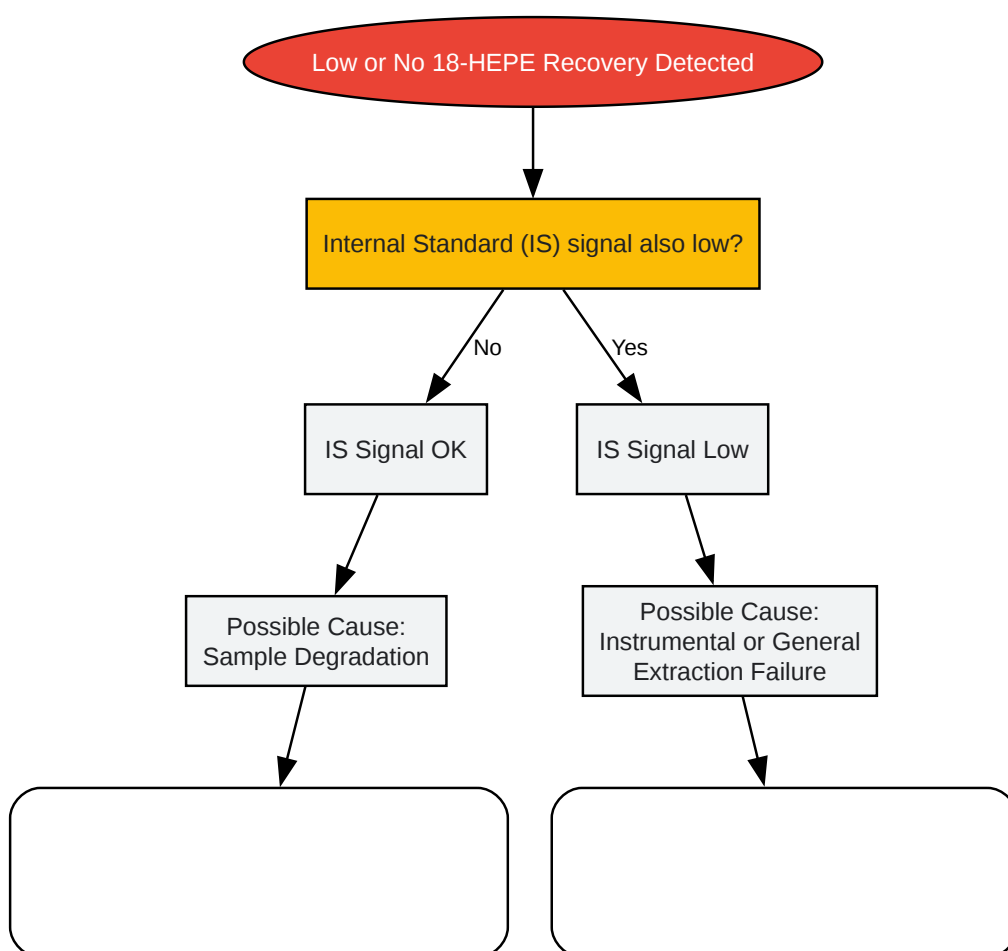 Low or No 18-HEPE Recovery Detected
Internal Standard (IS) signal also low?
No
Yes
IS Signal OK
IS Signal Low
Possible Cause:
Sample Degradation
Possible Cause:
Instrumental or General
Extraction Failure